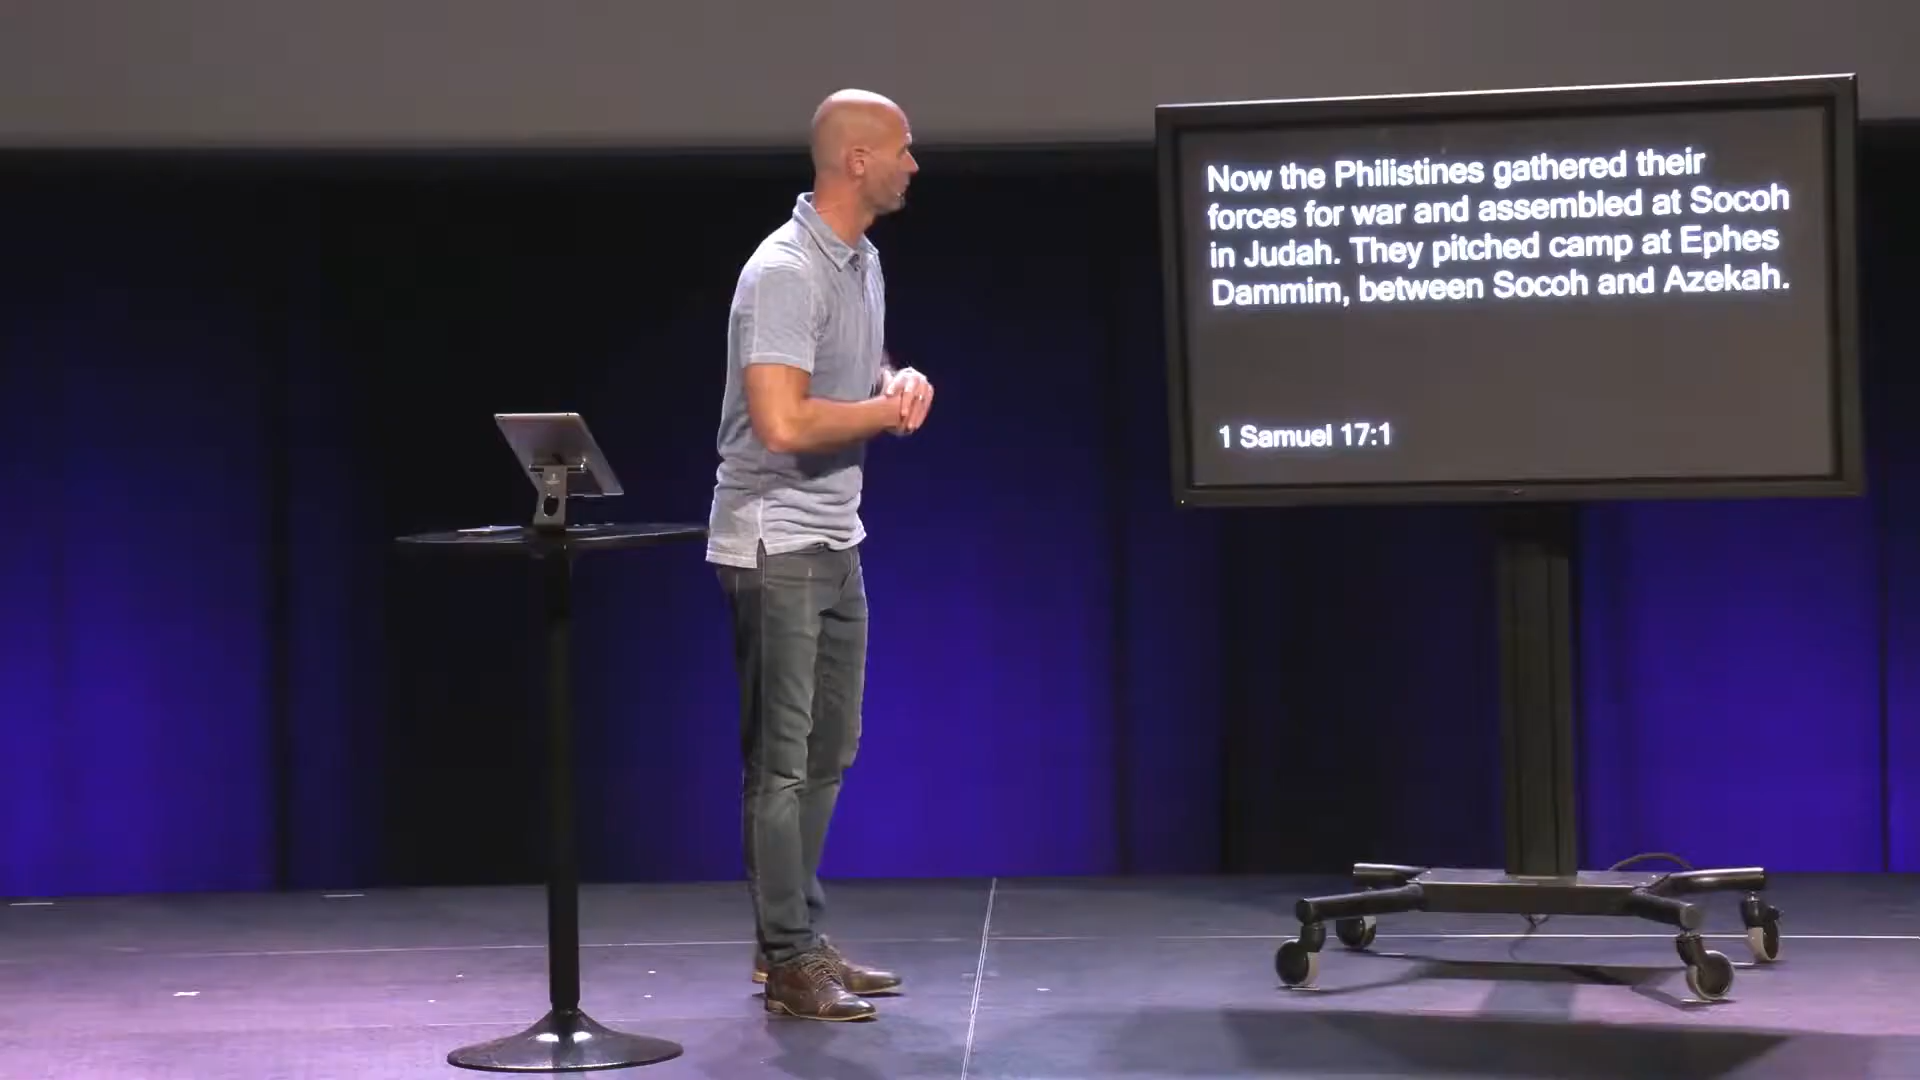 Now the Philistines gathered their
forces for war and assembled at Socoh
in Judah. They pitched camp at Ephes
Dammim, between Socoh and Azekah.
1 Samuel 17:1